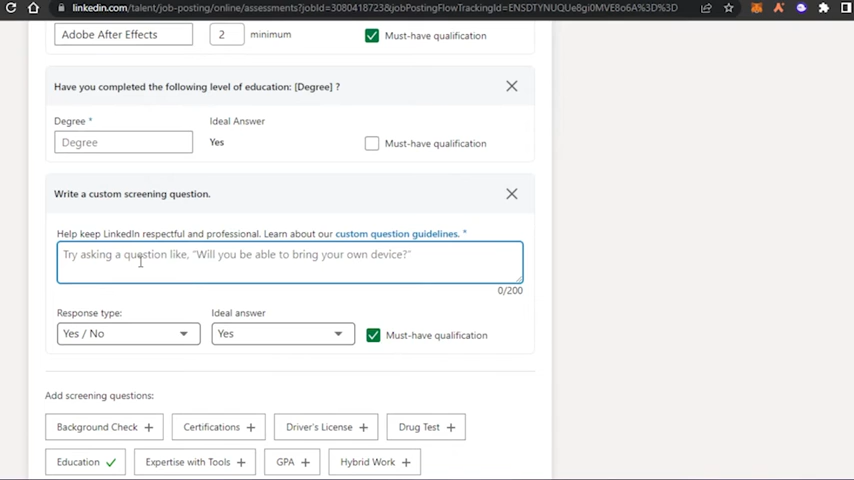 linkedin.com/talent/job-posting/online/assessments?jobId=3080418723&jobPostingFlowTrackingId=ENSDTYNUQUe8gi0MVE8o6A%3D%3D
Adobe After Effects 2 minimum Must-have qualification
Have you completed the following level of education: [Degree] ?
Degree * Ideal Answer
Degree Yes Must-have qualification
Write a custom screening question.
Help keep LinkedIn respectful and professional. Learn about our custom question guidelines. *
Try asking a question like, "Will you be able to bring your own device?"
0/200
Response type: Ideal answer
Yes / No Yes Must-have qualification
Add screening questions:
Background Check + Certifications + Driver's License + Drug Test +
Education Expertise with Tools + GPA + Hybrid Work +